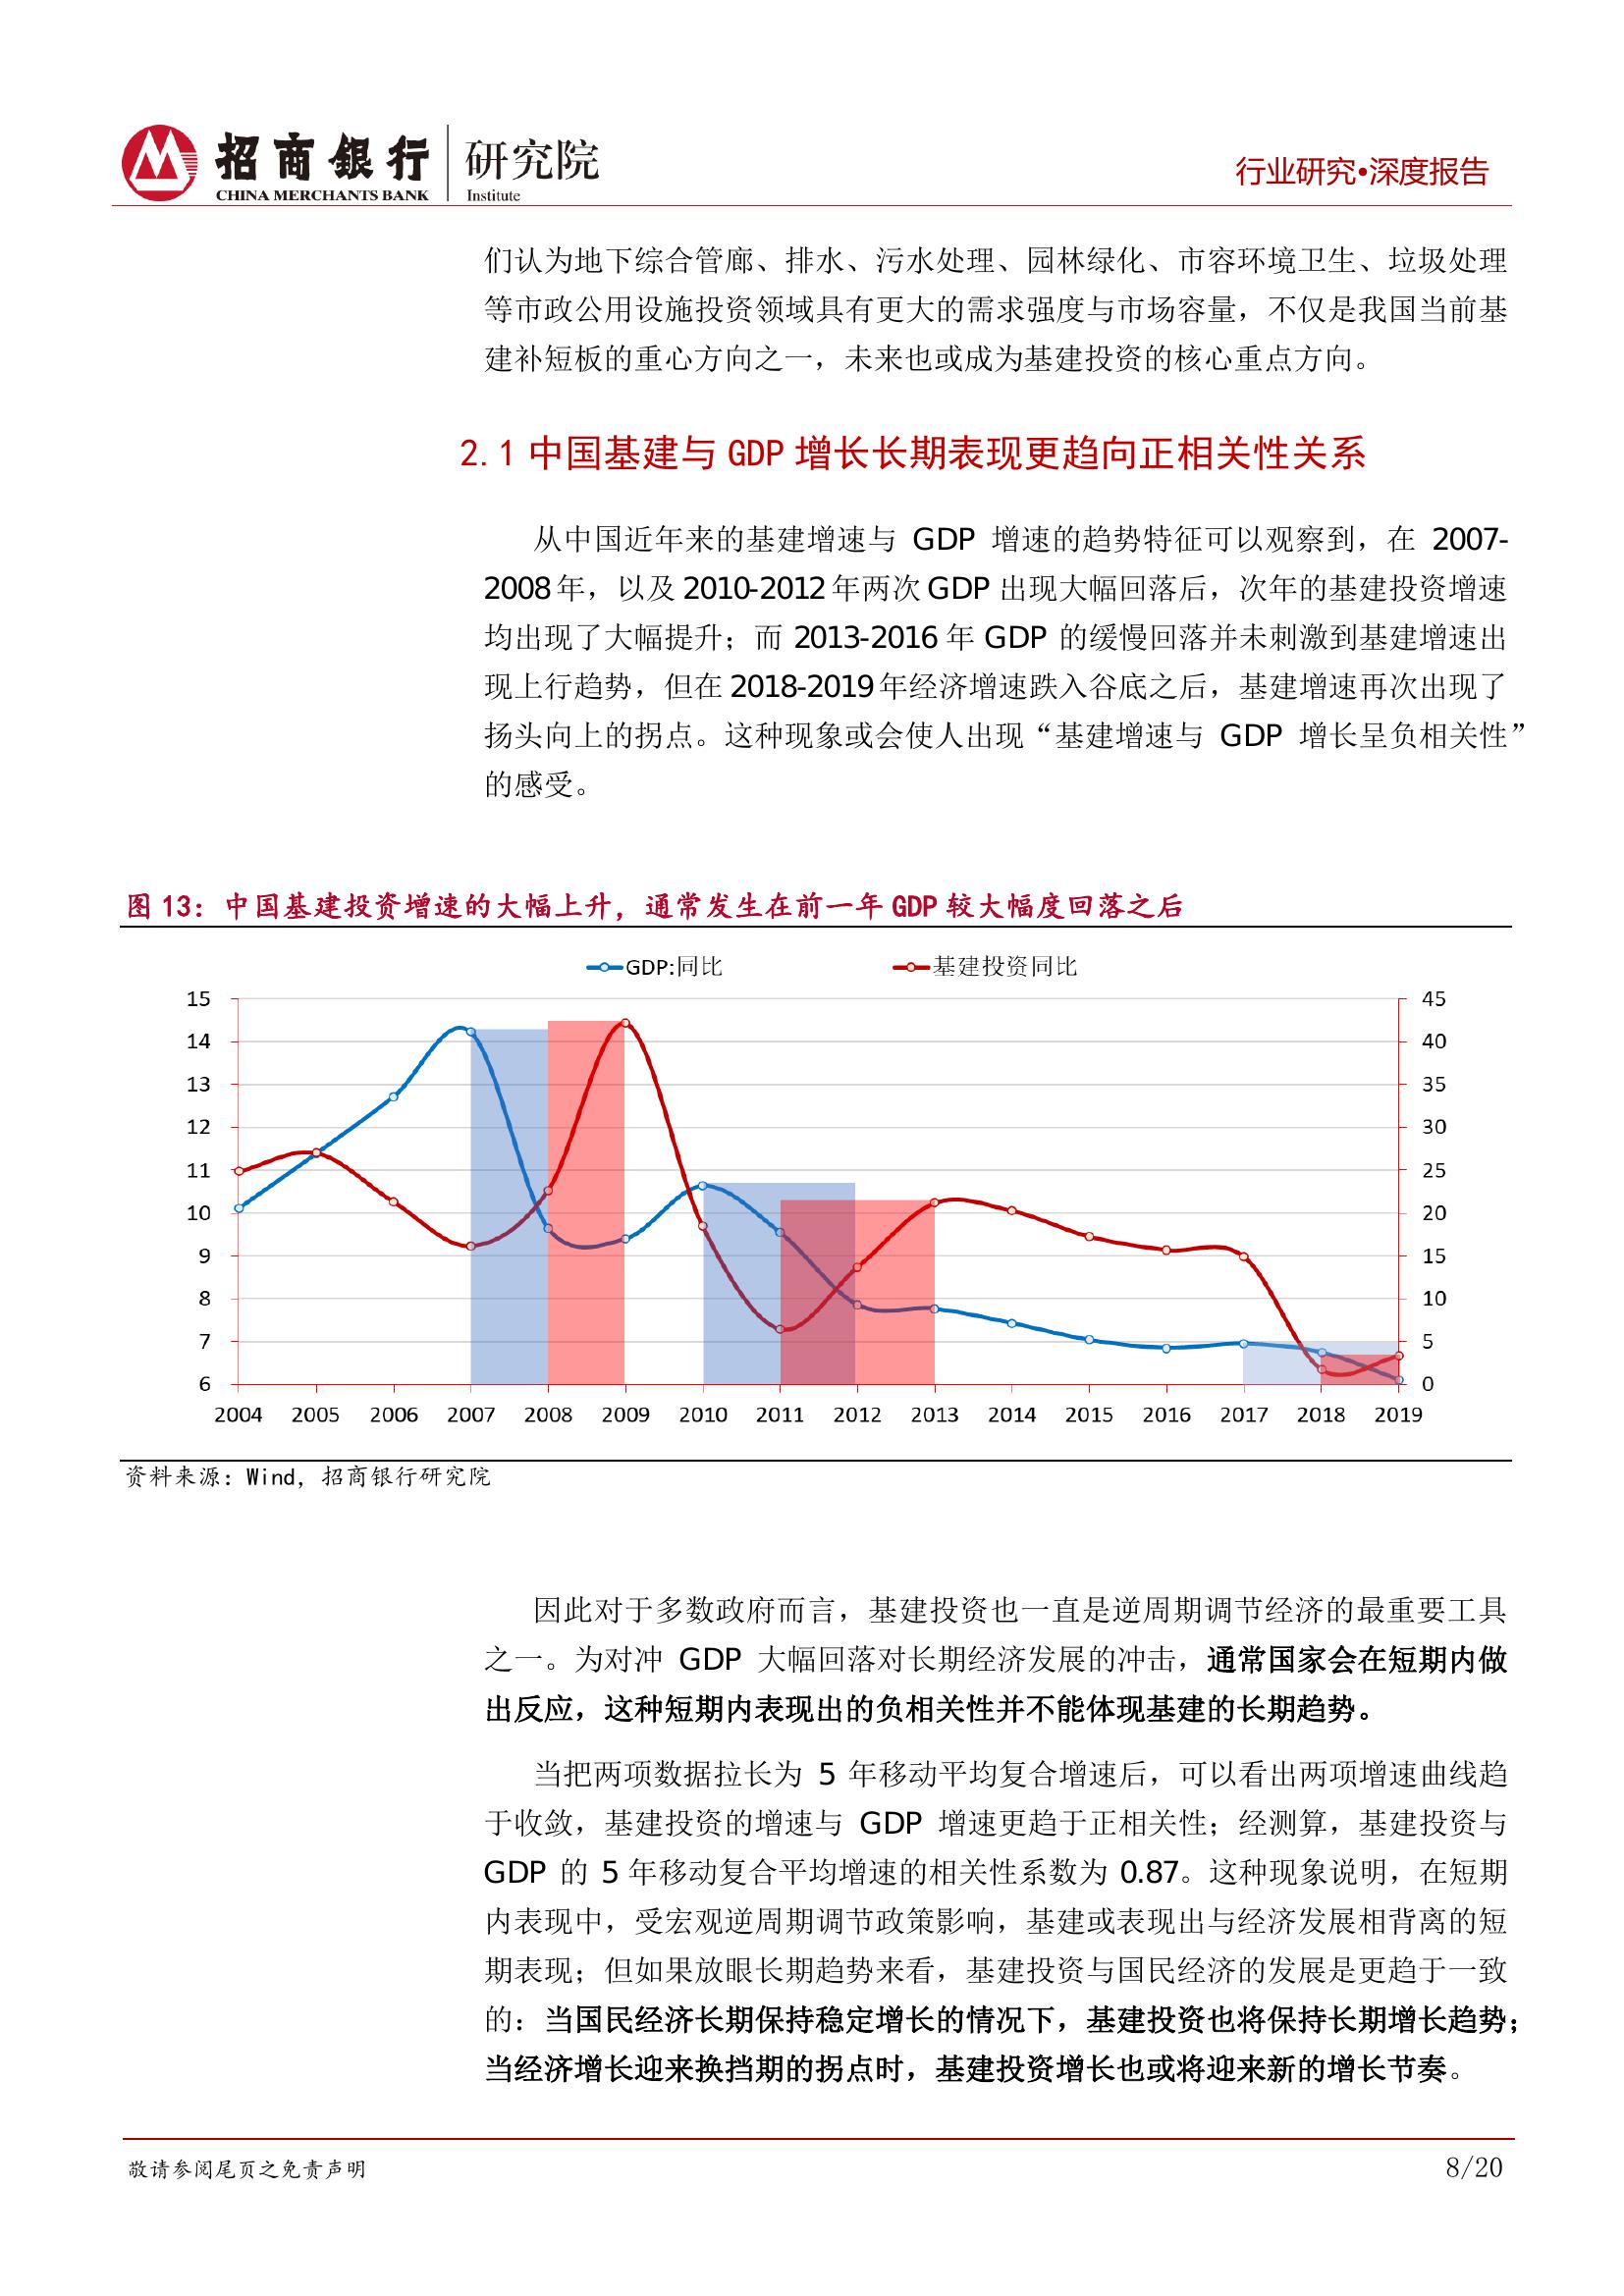 招商银行 研究院
CHINA MERCHANTS BANK Institute
行业研究•深度报告
们认为地下综合管廊、排水、污水处理、园林绿化、市容环境卫生、垃圾处理
等市政公用设施投资领域具有更大的需求强度与市场容量，不仅是我国当前基
建补短板的重心方向之一，未来也或成为基建投资的核心重点方向。
2.1 中国基建与 GDP 增长长期表现更趋向正相关性关系
从中国近年来的基建增速与 GDP 增速的趋势特征可以观察到，在 2007-
2008 年，以及 2010-2012 年两次 GDP 出现大幅回落后，次年的基建投资增速
均出现了大幅提升；而 2013-2016 年 GDP 的缓慢回落并未刺激到基建增速出
现上行趋势，但在 2018-2019 年经济增速跌入谷底之后，基建增速再次出现了
扬头向上的拐点。这种现象或会使人出现“基建增速与 GDP 增长呈负相关性”
的感受。
图 13：中国基建投资增速的大幅上升，通常发生在前一年 GDP 较大幅度回落之后
GDP:同比 基建投资同比
15 45
14 40
13 35
12 30
11 25
10 20
9 15
8 10
7 5
6 0
2004 2005 2006 2007 2008 2009 2010 2011 2012 2013 2014 2015 2016 2017 2018 2019
资料来源：Wind，招商银行研究院
因此对于多数政府而言，基建投资也一直是逆周期调节经济的最重要工具
之一。为对冲 GDP 大幅回落对长期经济发展的冲击，通常国家会在短期内做
出反应，这种短期内表现出的负相关性并不能体现基建的长期趋势。
当把两项数据拉长为 5 年移动平均复合增速后，可以看出两项增速曲线趋
于收敛，基建投资的增速与 GDP 增速更趋于正相关性；经测算，基建投资与
GDP 的 5 年移动复合平均增速的相关性系数为 0.87。这种现象说明，在短期
内表现中，受宏观逆周期调节政策影响，基建或表现出与经济发展相背离的短
期表现；但如果放眼长期趋势来看，基建投资与国民经济的发展是更趋于一致
的：当国民经济长期保持稳定增长的情况下，基建投资也将保持长期增长趋势；
当经济增长迎来换挡期的拐点时，基建投资增长也或将迎来新的增长节奏。
敬请参阅尾页之免责声明
8/20